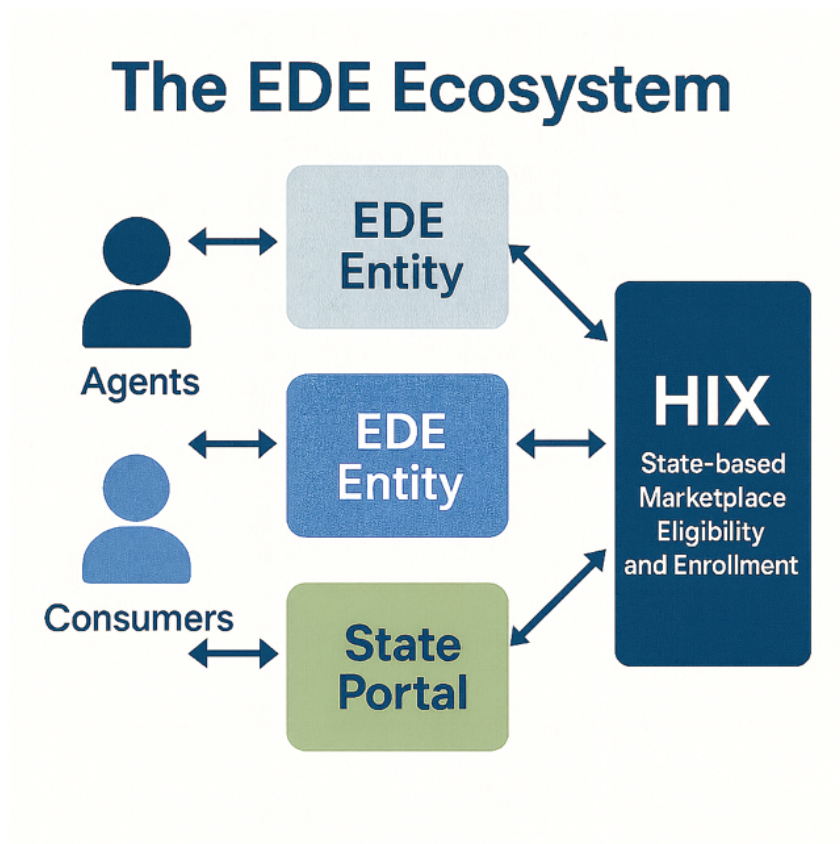 The EDE Ecosystem
Agents
Consumers
EDE
Entity
EDE
Entity
State
Portal
HIX
State-based
Marketplace
Eligibility
and Enrollment